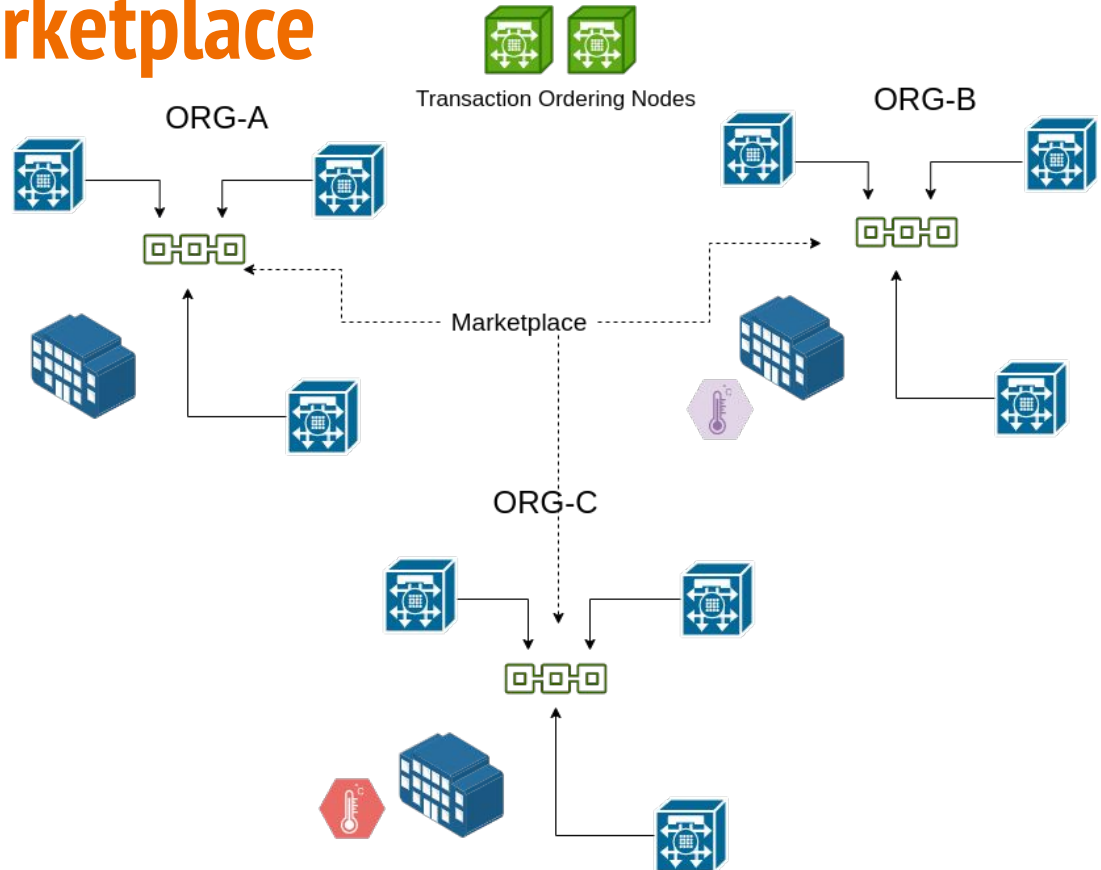 rketplace
Transaction Ordering Nodes
ORG-A
ORG-B
Marketplace
°C
ORG-C
°C